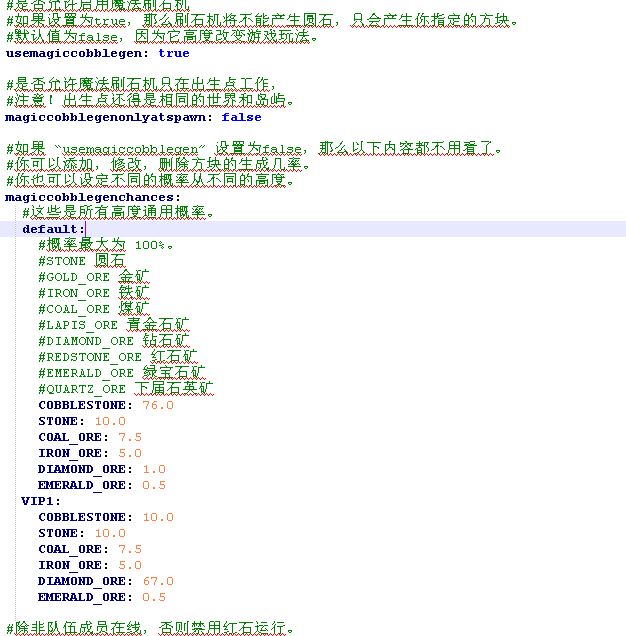 #是否允许启用魔法刷石机
#如果设置为true，那么刷石机将不能产生圆石，只会产生你指定的方块。
#默认值为false，因为它高度改变游戏玩法。
usemagiccobblegen: true
#是否允许魔法刷石机只在出生点工作，
#注意！出生点还得是相同的世界和岛屿。
magiccobblegenonlyatspawn: false
#如果 `usemagiccobblegen` 设置为false，那么以下内容都不用看了。
#你可以添加，修改，删除方块的生成几率。
#你也可以设定不同的概率从不同的高度。
magiccobblegenchances:
#这些是所有高度通用概率。
default:
#概率最大为 100%。
#STONE 圆石
#GOLD_ORE 金矿
#IRON_ORE 铁矿
#COAL_ORE 煤矿
#LAPIS_ORE 青金石矿
#DIAMOND_ORE 钻石矿
#REDSTONE_ORE 红石矿
#EMERALD_ORE 绿宝石矿
#QUARTZ_ORE 下届石英矿
COBBLESTONE: 76.0
STONE: 10.0
COAL_ORE: 7.5
IRON_ORE: 5.0
DIAMOND_ORE: 1.0
EMERALD_ORE: 0.5
VIP1:
COBBLESTONE: 10.0
STONE: 10.0
COAL_ORE: 7.5
IRON_ORE: 5.0
DIAMOND_ORE: 67.0
EMERALD_ORE: 0.5
#除非队伍成员在线，否则禁用红石运行。